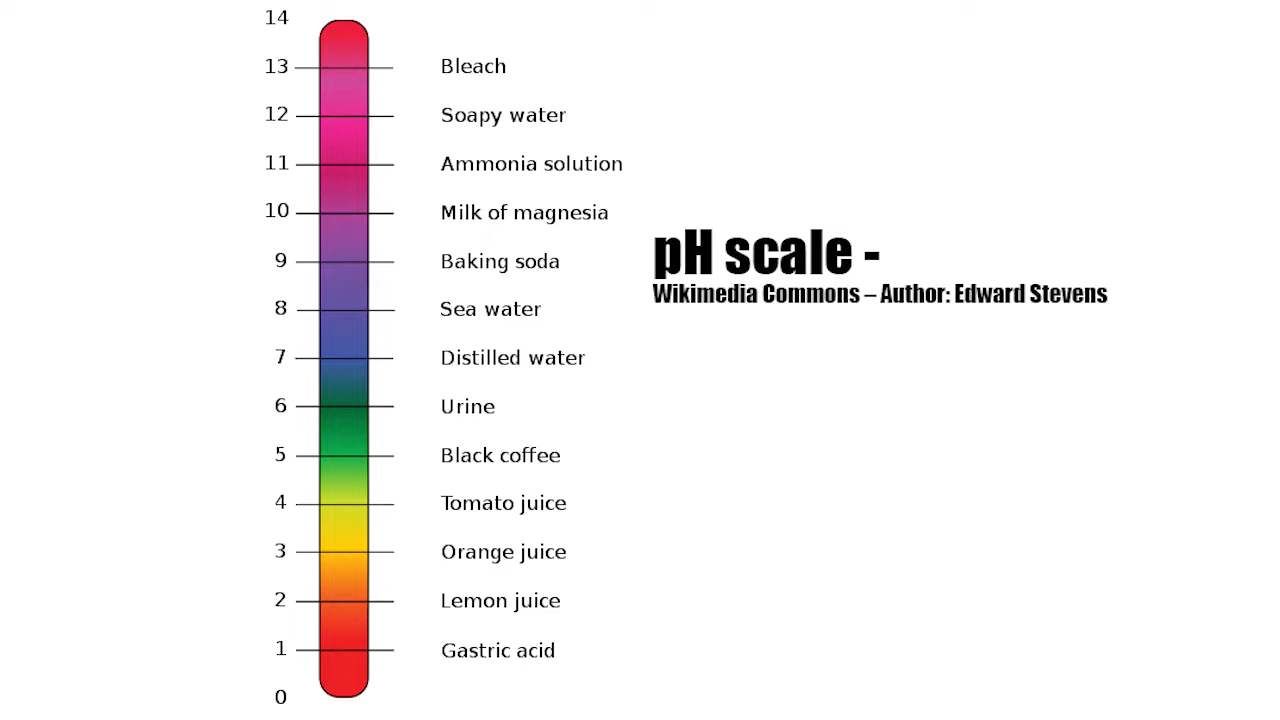 14
13 Bleach
12 Soapy water
11 Ammonia solution
10 Milk of magnesia
pH scale -
9 Baking soda
Wikimedia Commons – Author: Edward Stevens
8 Sea water
7 Distilled water
6 Urine
5 Black coffee
4 Tomato juice
3 Orange juice
2 Lemon juice
1 Gastric acid
0